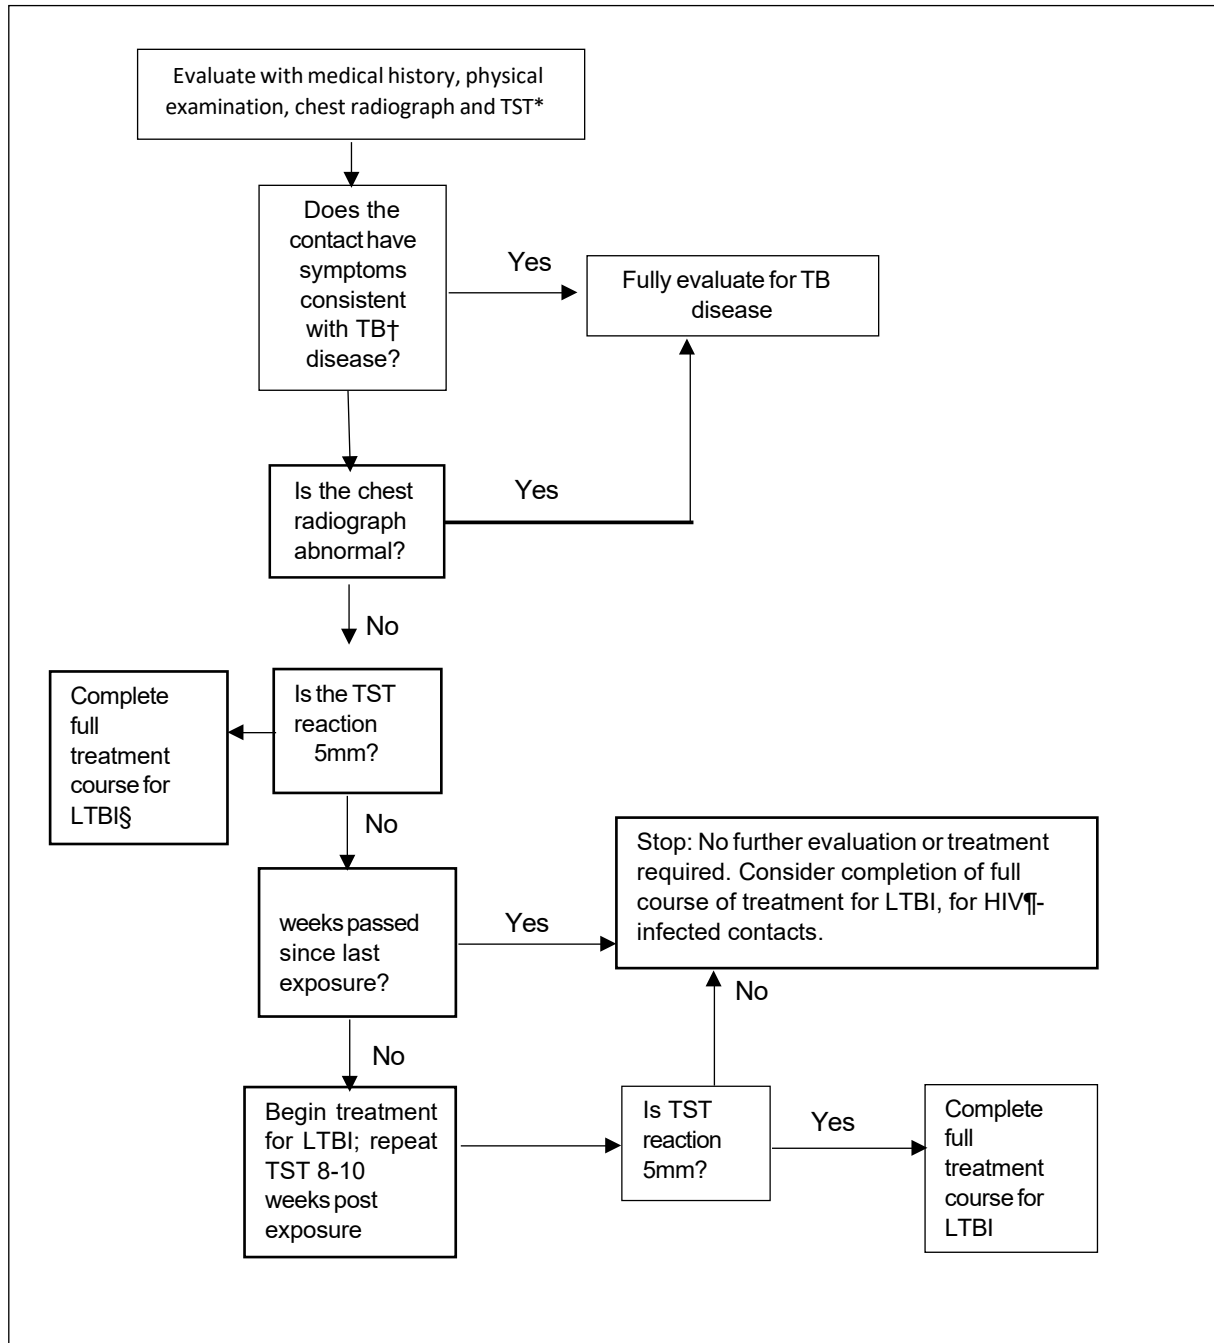 Evaluate with medical history, physical
examination, chest radiograph and TST*
Does the
contact have
symptoms
consistent
with TB†
disease?
Yes
Fully evaluate for TB
disease
Is the chest
radiograph
abnormal?
Yes
No
Complete
full
treatment
course for
LTBI§
Is the TST
reaction
5mm?
No
weeks passed
since last
exposure?
Yes
Stop: No further evaluation or treatment
required. Consider completion of full
course of treatment for LTBI, for HIV¶-
infected contacts.
No
No
Begin treatment
for LTBI; repeat
TST 8-10
weeks post
exposure
Is TST
reaction
5mm?
Yes
Complete
full
treatment
course for
LTBI